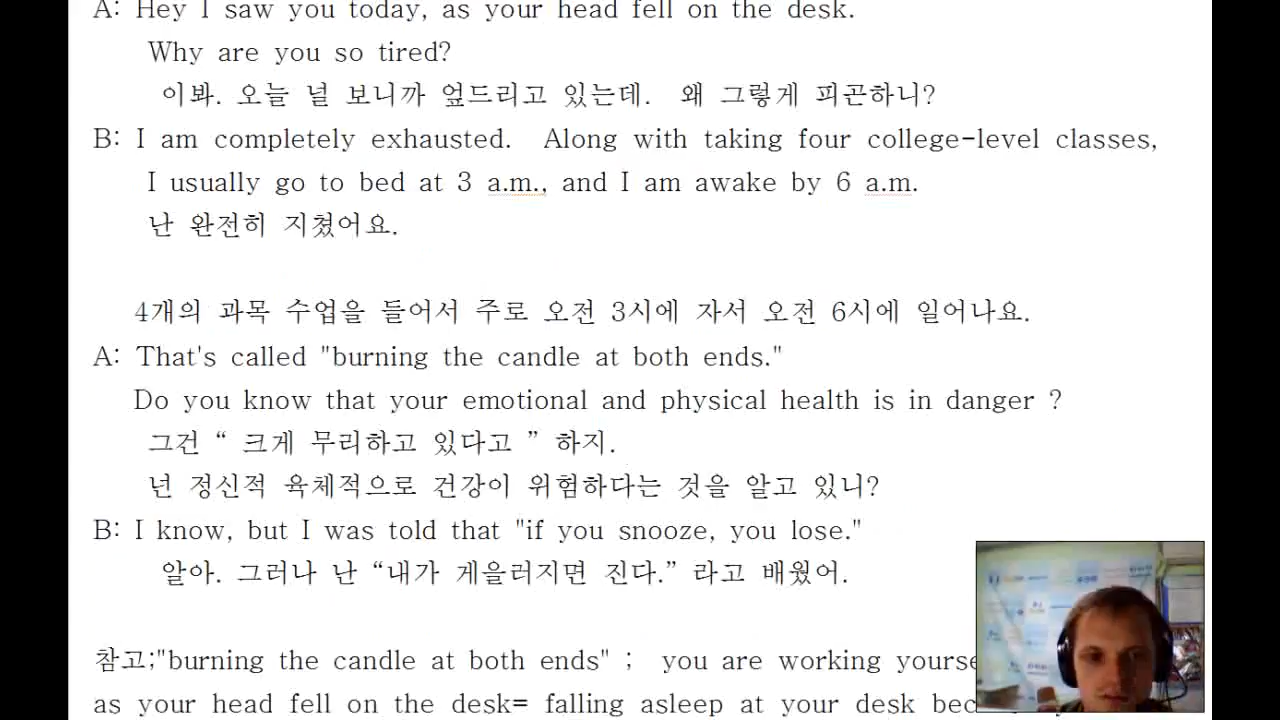 A: Hey I saw you today, as your head fell on the desk.
Why are you so tired?
이봐. 오늘 널 보니까 엎드리고 있는데. 왜 그렇게 피곤하니?
B: I am completely exhausted. Along with taking four college-level classes,
I usually go to bed at 3 a.m., and I am awake by 6 a.m.
난 완전히 지쳤어요.
4개의 과목 수업을 들어서 주로 오전 3시에 자서 오전 6시에 일어나요.
A: That's called "burning the candle at both ends."
Do you know that your emotional and physical health is in danger ?
그건 “ 크게 무리하고 있다고 ” 하지.
넌 정신적 육체적으로 건강이 위험하다는 것을 알고 있니?
B: I know, but I was told that "if you snooze, you lose."
알아. 그러나 난 “내가 게을러지면 진다.” 라고 배웠어.
참고;"burning the candle at both ends" ; you are working
as your head fell on the desk= falling asleep at your desk